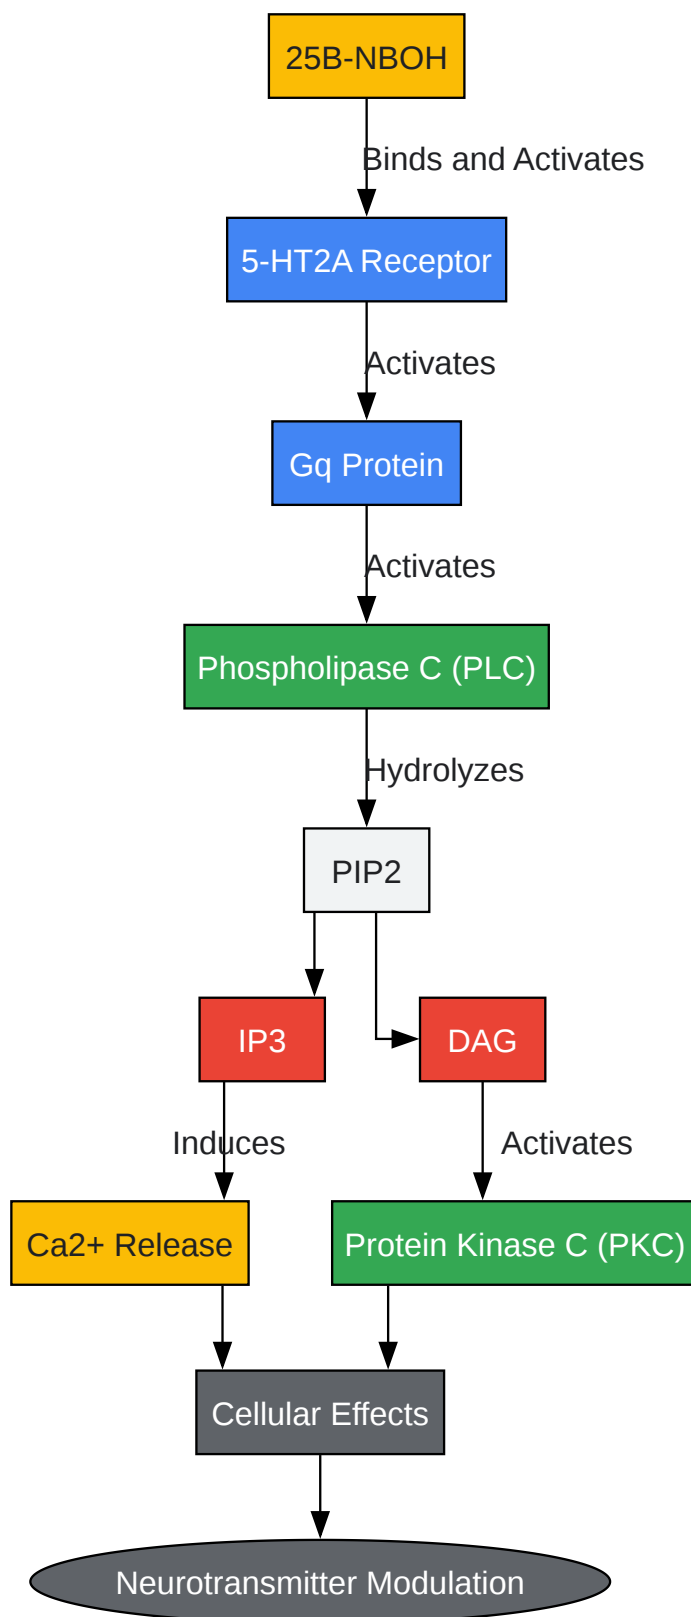 25B-NBOH
Binds and Activates
5-HT2A Receptor
Activates
Gq Protein
Activates
Phospholipase C (PLC)
Hydrolyzes
PIP2
IP3
DAG
Induces
Activates
Ca2+ Release
Protein Kinase C (PKC)
Cellular Effects
Neurotransmitter Modulation